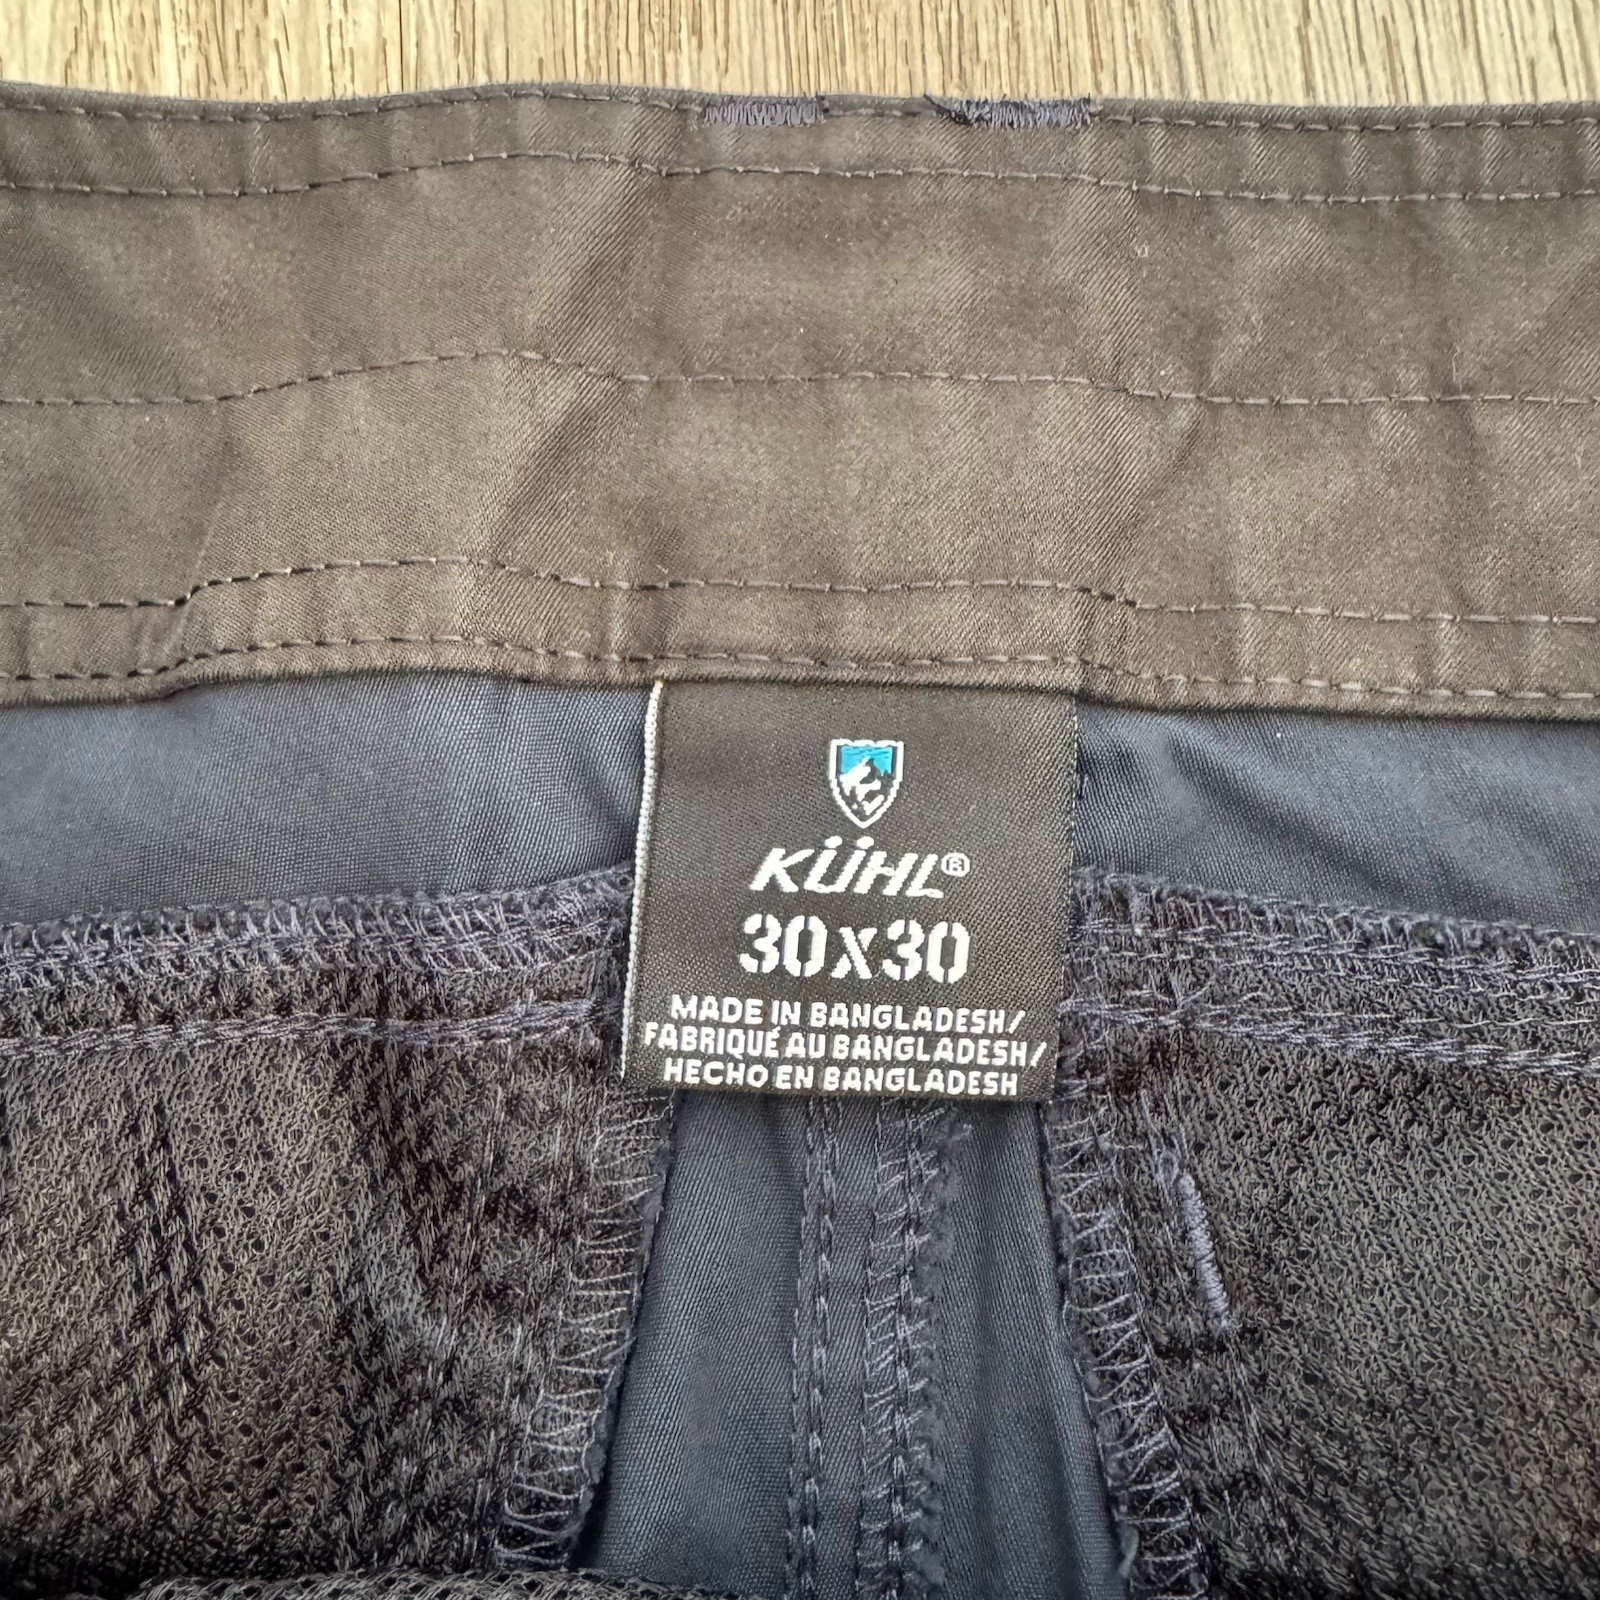 KÜHL®
30x30
MADE IN BANGLADESH/
FABRIQUÉ AU BANGLADESH/
HECHO EN BANGLADESH